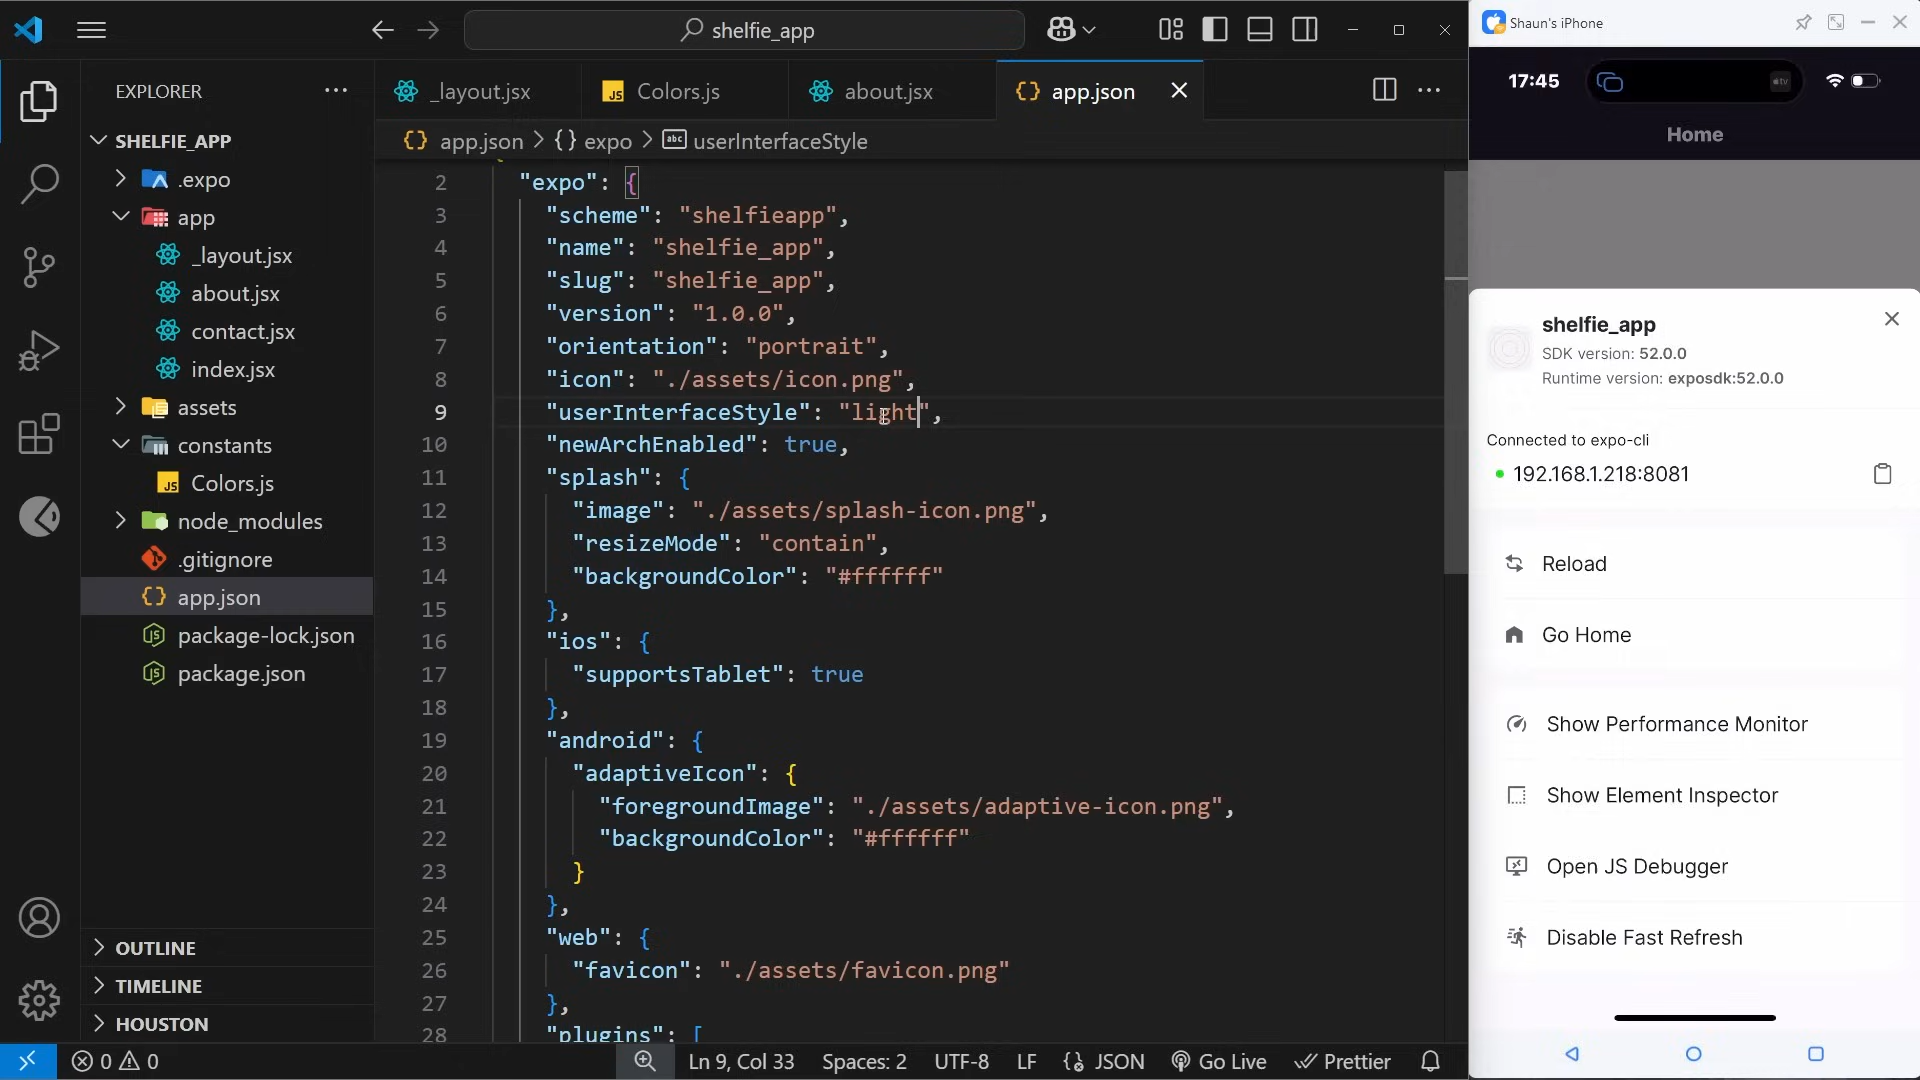 shelfie_app
EXPLORER
SHELFIE_APP
.expo
app
_layout.jsx
about.jsx
contact.jsx
index.jsx
assets
constants
Colors.js
node_modules
.gitignore
app.json
package-lock.json
package.json
OUTLINE
TIMELINE
HOUSTON
_layout.jsx
Colors.js
about.jsx
app.json
app.json > {} expo > abc userInterfaceStyle
2 "expo": {
3 "scheme": "shelfieapp",
4 "name": "shelfie_app",
5 "slug": "shelfie_app",
6 "version": "1.0.0",
7 "orientation": "portrait",
8 "icon": "./assets/icon.png",
9 "userInterfaceStyle": "light",
10 "newArchEnabled": true,
11 "splash": {
12 "image": "./assets/splash-icon.png",
13 "resizeMode": "contain",
14 "backgroundColor": "#ffffff"
15 },
16 "ios": {
17 "supportsTablet": true
18 },
19 "android": {
20 "adaptiveIcon": {
21 "foregroundImage": "./assets/adaptive-icon.png",
22 "backgroundColor": "#ffffff"
23 }
24 },
25 "web": {
26 "favicon": "./assets/favicon.png"
27 },
28 "plugins": [
0 0
Ln 9, Col 33 Spaces: 2 UTF-8 LF {} JSON Go Live Prettier
Shaun's iPhone
17:45
tv
Home
shelfie_app
SDK version: 52.0.0
Runtime version: exposdk:52.0.0
Connected to expo-cli
192.168.1.218:8081
Reload
Go Home
Show Performance Monitor
Show Element Inspector
Open JS Debugger
Disable Fast Refresh